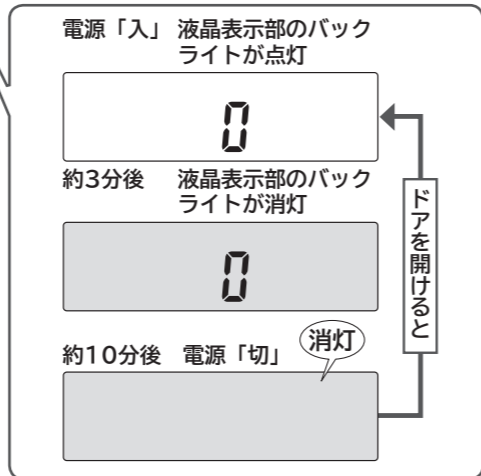 電源「入」 液晶表示部のバック
ライトが点灯
0
約3分後 液晶表示部のバック
ライトが消灯
0
約10分後 電源「切」
消灯
ドアを開けると